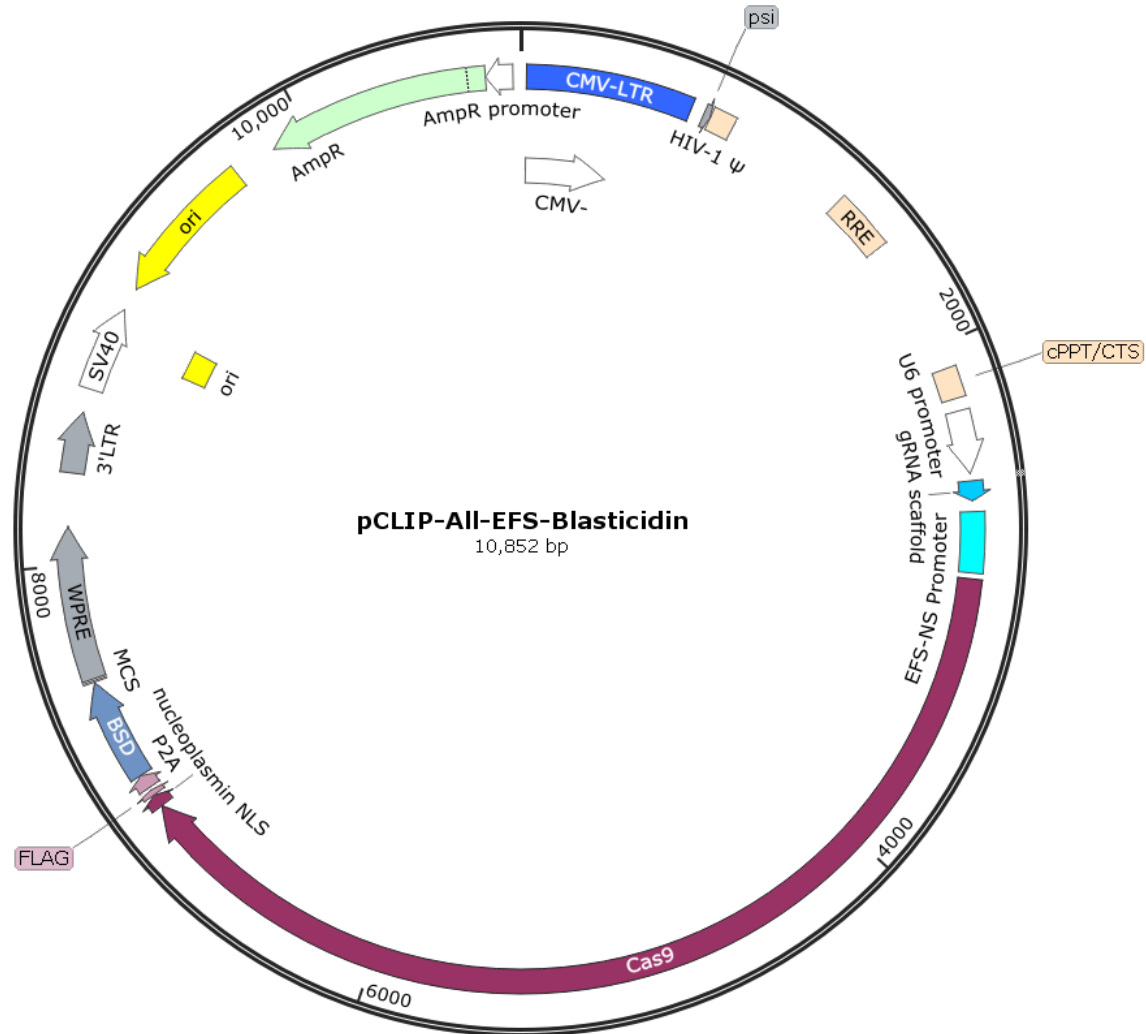 psi
CMV-LTR
AmpR promoter
HIV-1 ψ
10,000
AmpR
CMV-
ori
RRE
2000
cPPT/CTS
SV40
ori
U6 promoter
gRNA scaffold
3'LTR
pCLIP-All-EFS-Blasticidin
10,852 bp
EFS-NS Promoter
8000
WPRE
MCS
BSD
P2A
nucleoplasmin NLS
FLAG
4000
Cas9
6000